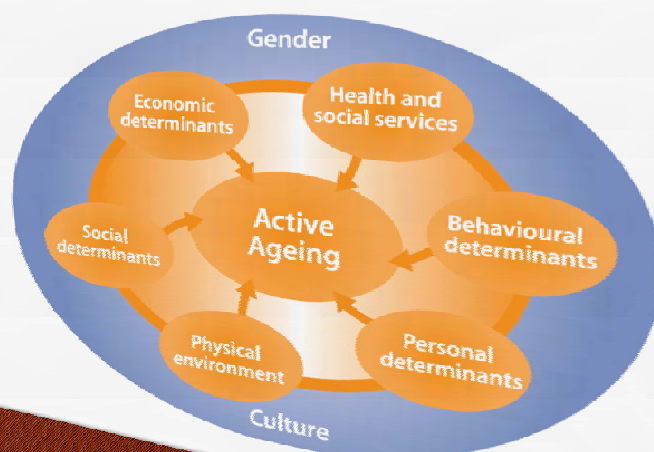 Gender
Economic
determinants
Health and
social services
Active
Ageing
Behavioural
determinants
Social
determinants
Physical
environment
Personal
determinants
Culture